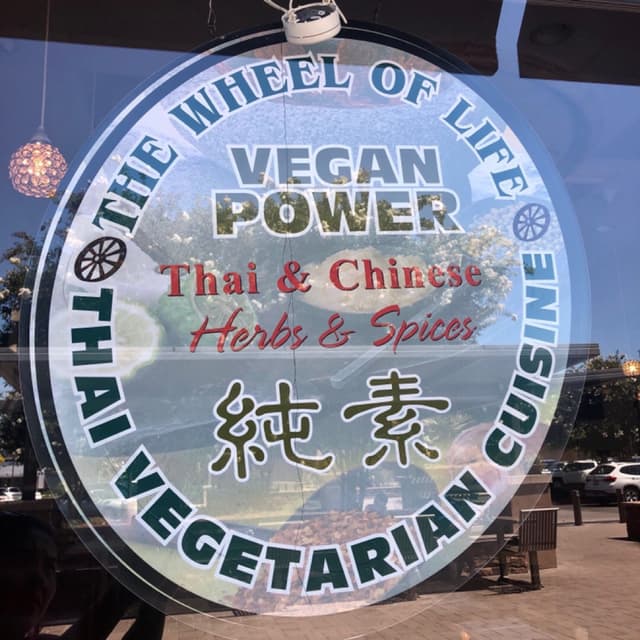 THE WHEEL OF LIFE
VEGAN
POWER
Thai & Chinese
Herbs & Spices
純素
THAI VEGETARIAN CUISINE